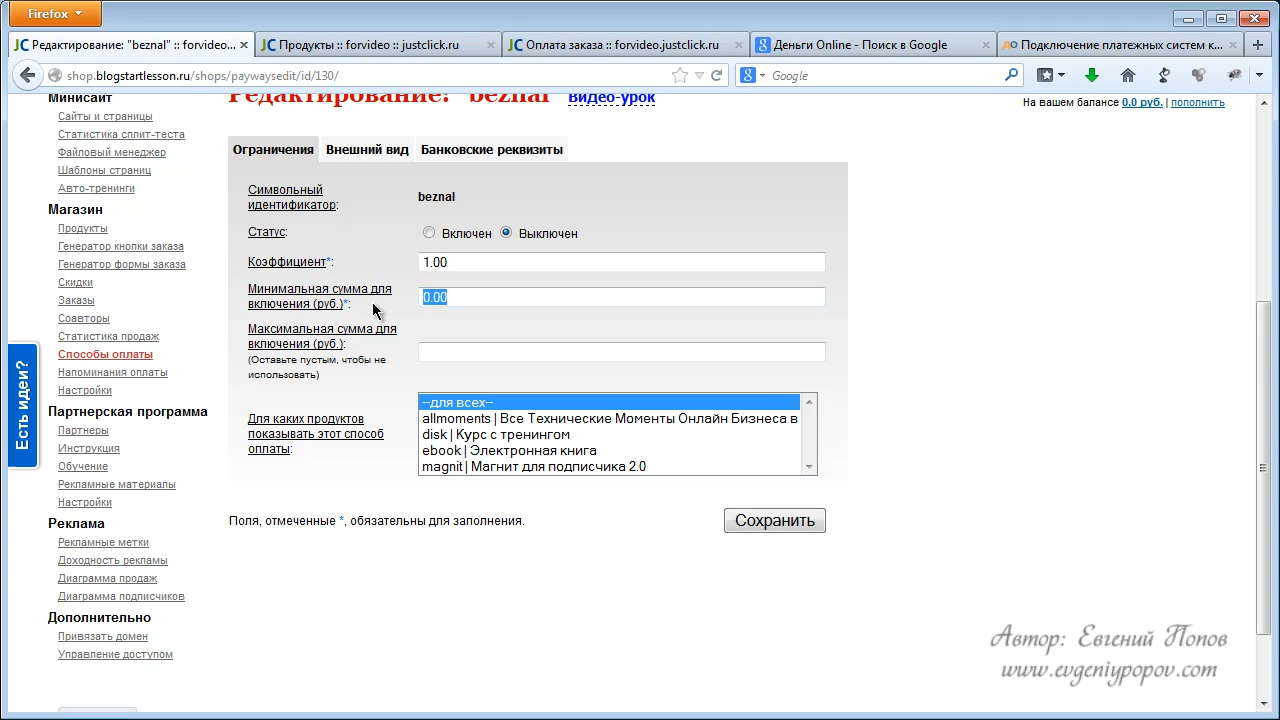 Firefox
Редактирование: "beznal" :: forvideo...
Продукты :: forvideo :: justclick.ru
Оплата заказа :: forvideo.justclick.ru
Деньги Online - Поиск в Google
Подключение платежных систем к...
shop.blogstartlesson.ru/shops/paywaysedit/id/130/
Google
Минисайт
Сайты и страницы
Статистика сплит-теста
Файловый менеджер
Шаблоны страниц
Авто-тренинги
Магазин
Продукты
Генератор кнопки заказа
Генератор формы заказа
Скидки
Заказы
Соавторы
Статистика продаж
Способы оплаты
Напоминания оплаты
Настройки
Партнерская программа
Партнеры
Инструкция
Обучение
Рекламные материалы
Настройки
Реклама
Рекламные метки
Доходность рекламы
Диаграмма продаж
Диаграмма подписчиков
Дополнительно
Привязать домен
Управление доступом
Есть идеи?
Редактирование: "beznal" Видео-урок
На вашем балансе 0,0 руб. | пополнить
Ограничения Внешний вид Банковские реквизиты
Символьный
идентификатор:
beznal
Статус:
Включен Выключен
Коэффициент*:
1.00
Минимальная сумма для
включения (руб.)*:
0.00
Максимальная сумма для
включения (руб.):
(Оставьте пустым, чтобы не
использовать)
Для каких продуктов
показывать этот способ
оплаты:
--для всех--
allmoments | Все Технические Моменты Онлайн Бизнеса в
disk | Курс с тренингом
ebook | Электронная книга
magnit | Магнит для подписчика 2.0
Поля, отмеченные *, обязательны для заполнения.
Сохранить
Автор: Евгений Попов
www.evgeniypopov.com